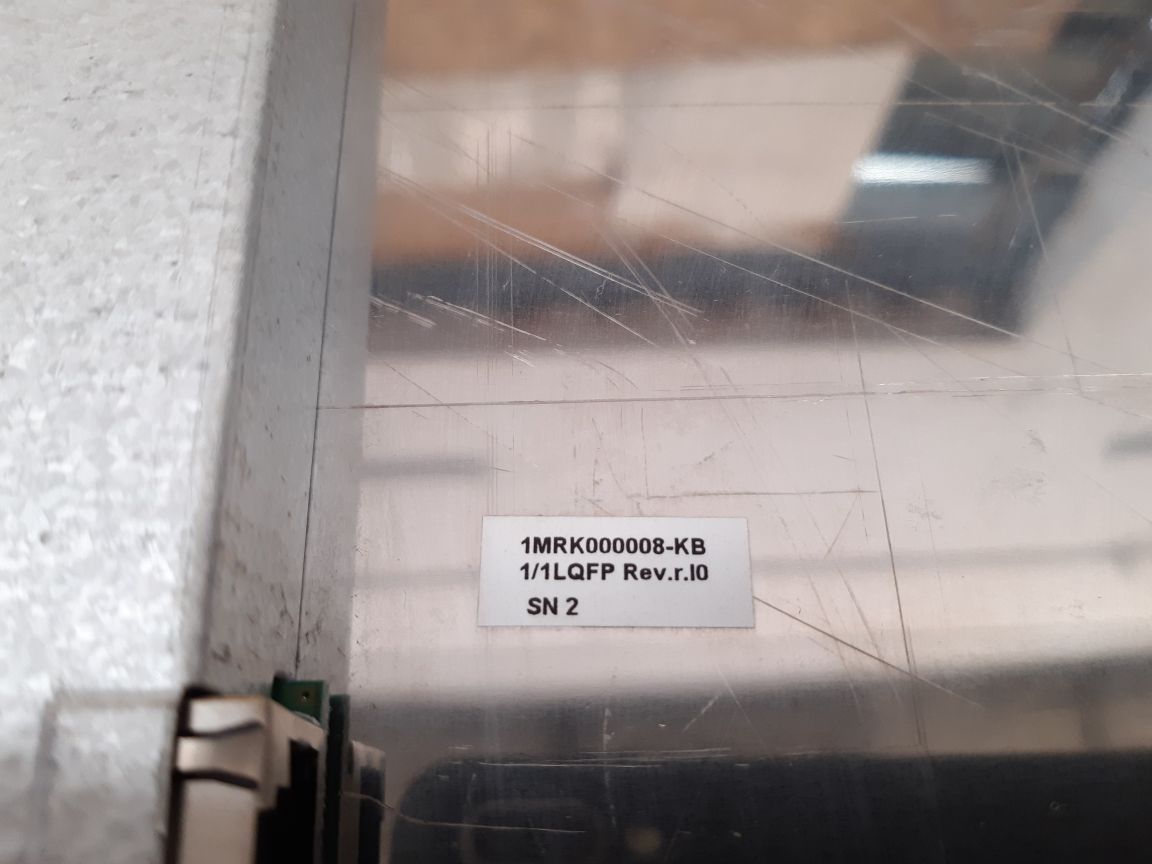 1MRK000008-KB
1/1LQFP Rev.r.I0
SN 2